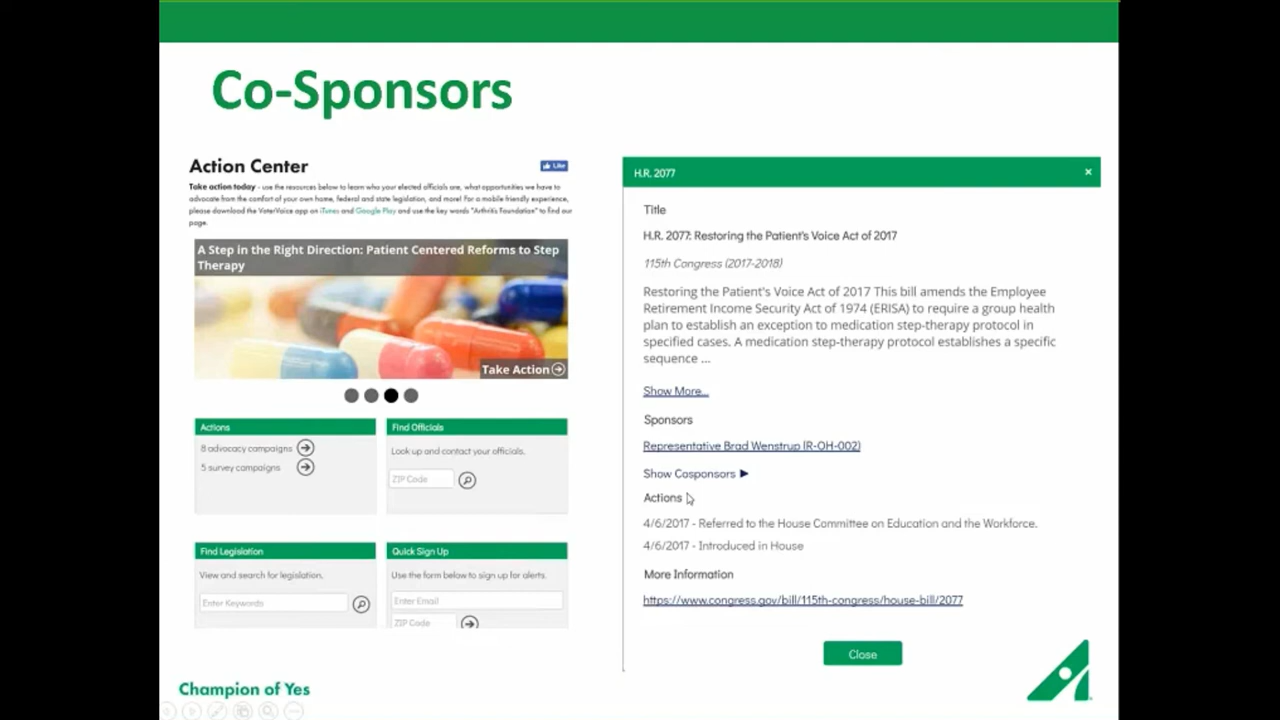 Co-Sponsors
Action Center
Like
Take action today - use the resources below to learn who your elected officials are, what opportunities we have to
advocate from the comfort of your own home, federal and state legislation, and more! For a mobile friendly experience,
please download the VoterVoice app on iTunes and Google Play and use the key words "Arthritis Foundation" to find our
page.
A Step in the Right Direction: Patient Centered Reforms to Step
Therapy
Take Action
Actions
8 advocacy campaigns
5 survey campaigns
Find Officials
Look up and contact your officials.
ZIP Code
Find Legislation
View and search for legislation.
Enter Keywords
Quick Sign Up
Use the form below to sign up for alerts.
Enter Email
ZIP Code
H.R. 2077
Title
H.R. 2077: Restoring the Patient's Voice Act of 2017
115th Congress (2017-2018)
Restoring the Patient's Voice Act of 2017 This bill amends the Employee
Retirement Income Security Act of 1974 (ERISA) to require a group health
plan to establish an exception to medication step-therapy protocol in
specified cases. A medication step-therapy protocol establishes a specific
sequence ...
Show More...
Sponsors
Representative Brad Wenstrup (R-OH-002)
Show Cosponsors
Actions
4/6/2017 - Referred to the House Committee on Education and the Workforce.
4/6/2017 - Introduced in House
More Information
https://www.congress.gov/bill/115th-congress/house-bill/2077
Close
Champion of Yes